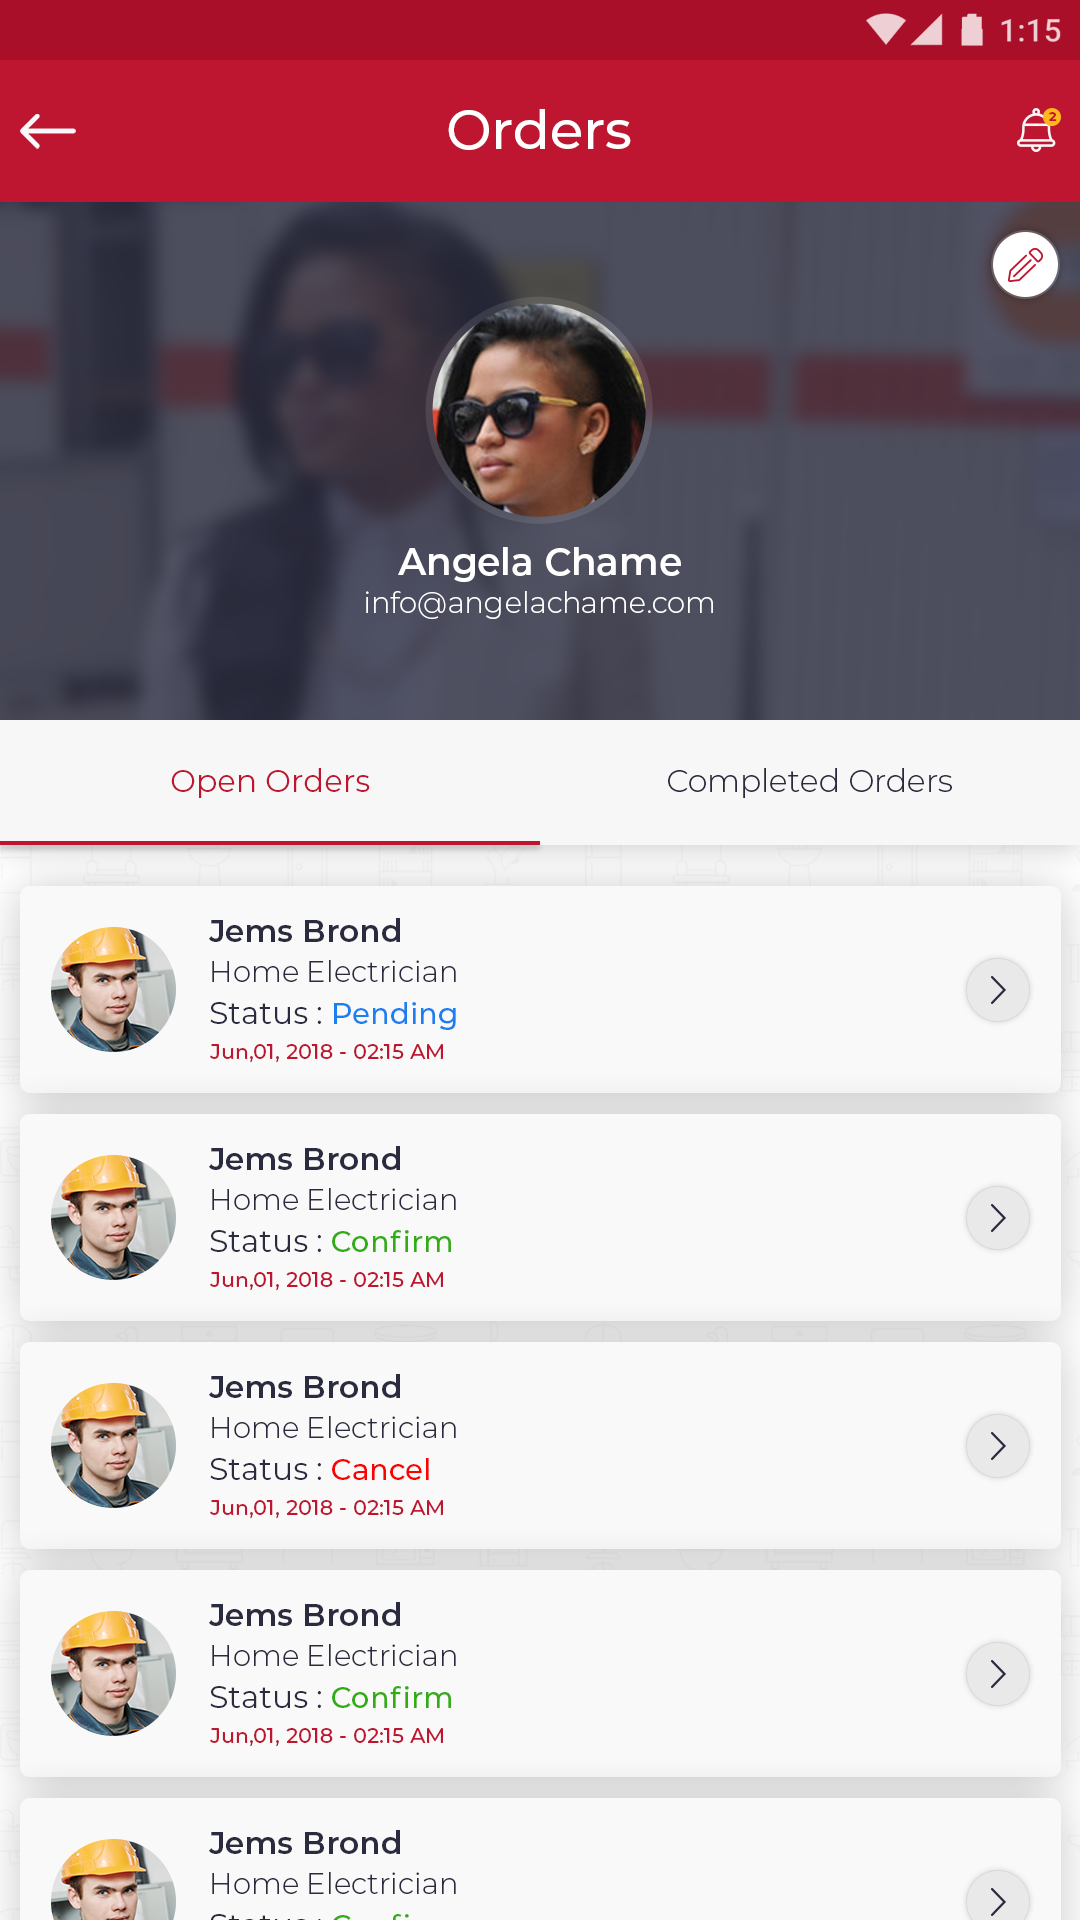 1:15
Orders
2
Angela Chame
info@angelachame.com
Open Orders
Completed Orders
Jems Brond
Home Electrician
Status : Pending
Jun,01, 2018 - 02:15 AM
Jems Brond
Home Electrician
Status : Confirm
Jun,01, 2018 - 02:15 AM
Jems Brond
Home Electrician
Status : Cancel
Jun,01, 2018 - 02:15 AM
Jems Brond
Home Electrician
Status : Confirm
Jun,01, 2018 - 02:15 AM
Jems Brond
Home Electrician